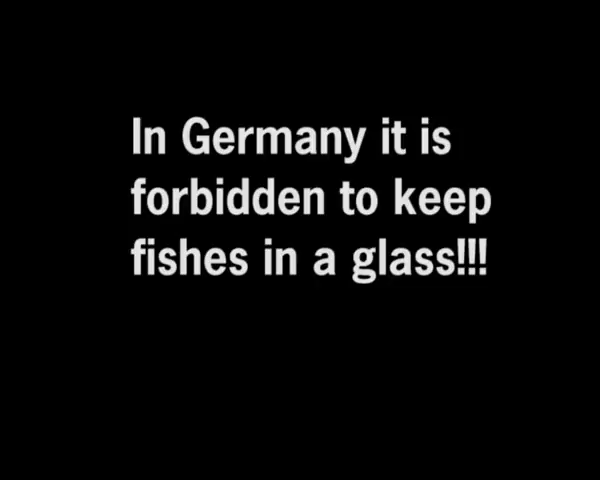 In Germany it is
forbidden to keep
fishes in a glass!!!